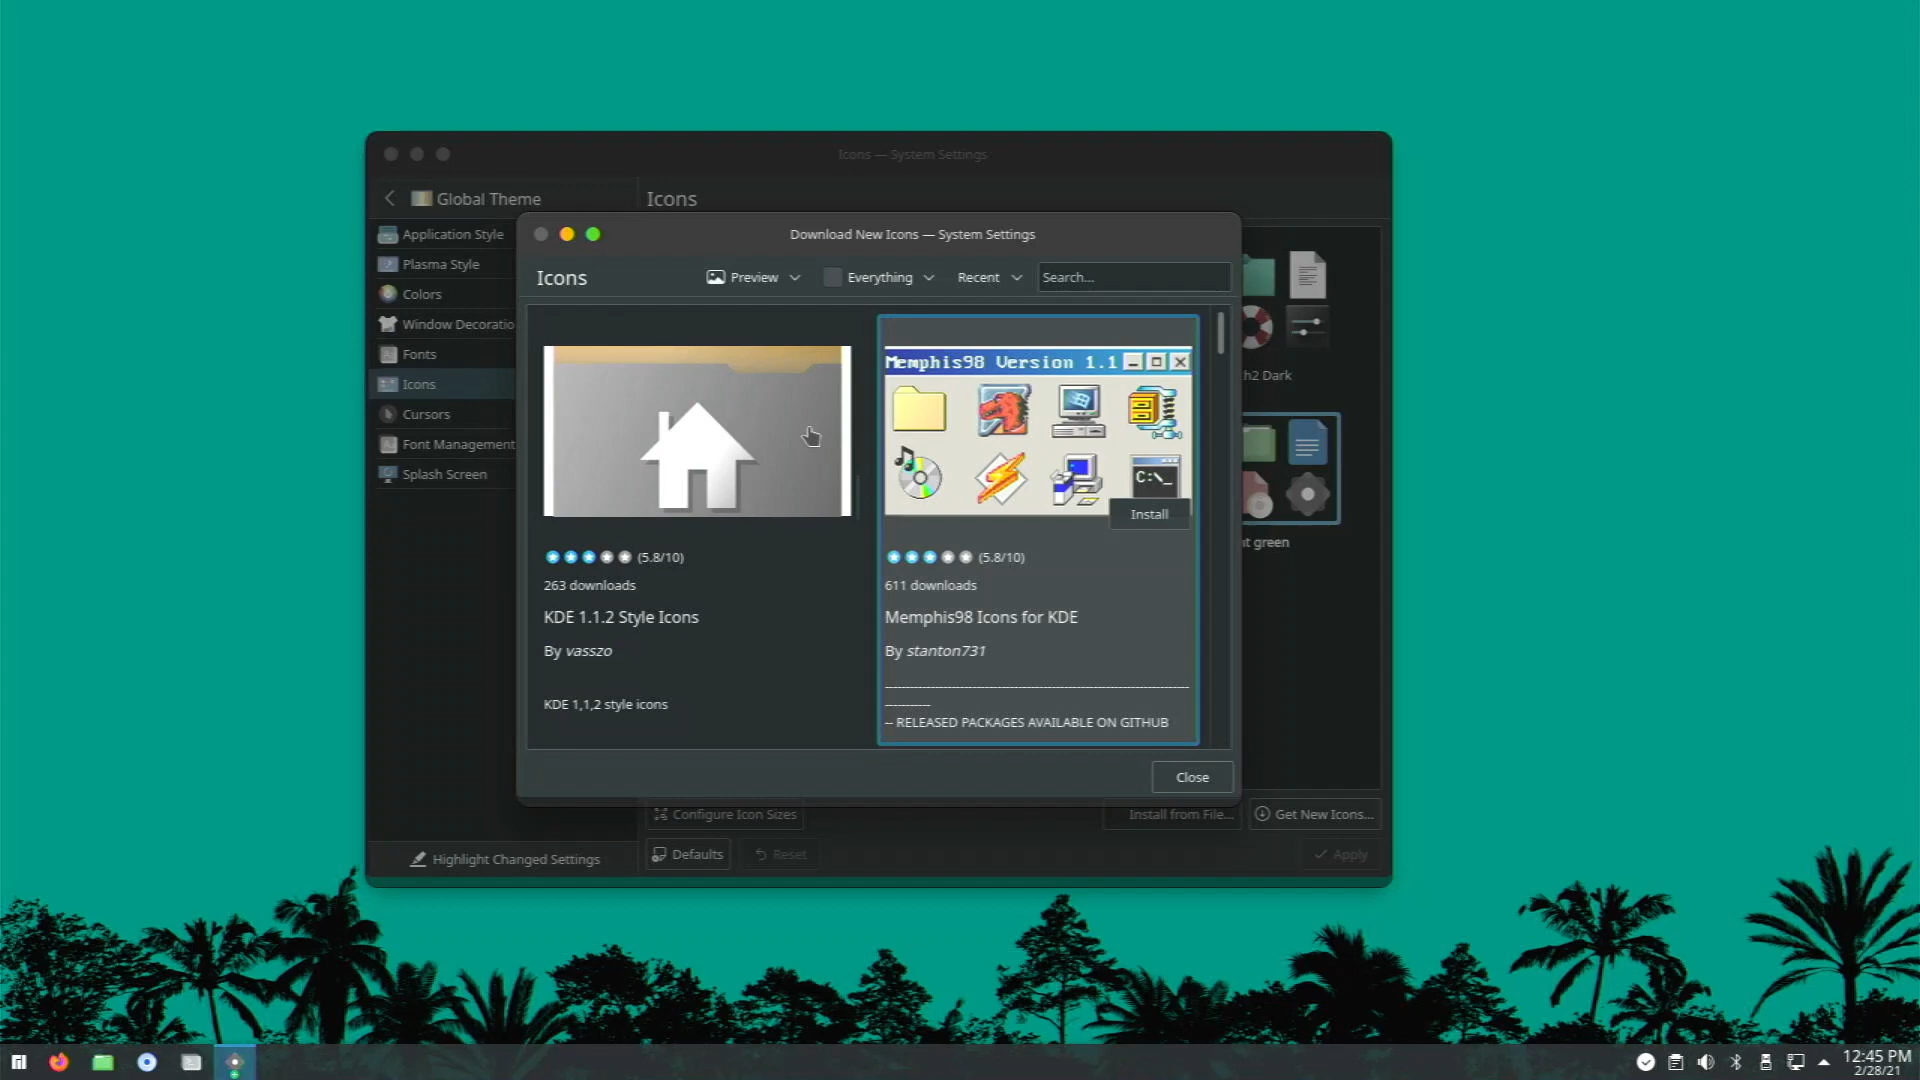 Icons — System Settings
Global Theme
Icons
Application Style
Plasma Style
Colors
Window Decoratio
Fonts
Icons
Cursors
Font Management
Splash Screen
Highlight Changed Settings
Download New Icons — System Settings
Icons
Preview
Everything
Recent
Search...
(5.8/10)
263 downloads
KDE 1.1.2 Style Icons
By vasszo
KDE 1,1,2 style icons
Memphis98 Version 1.1
C:\_
Install
(5.8/10)
611 downloads
Memphis98 Icons for KDE
By stanton731
-- RELEASED PACKAGES AVAILABLE ON GITHUB
Close
h2 Dark
t green
Configure Icon Sizes
Install from File...
Get New Icons...
Defaults
Reset
Apply
12:45 PM
2/28/21